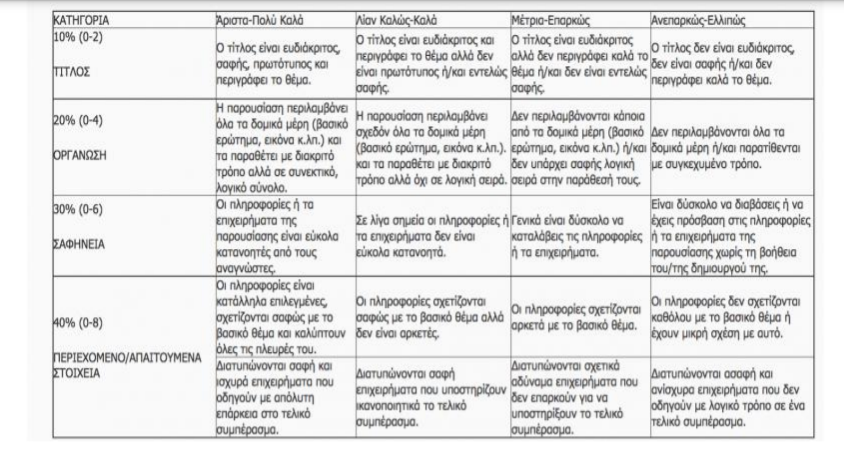 ΚΑΤΗΓΟΡΙΑ
Άριστα-Πολύ Καλά
Λίαν Καλώς-Καλά
Μέτρια-Επαρκώς
Ανεπαρκώς-Ελλιπώς
10% (0-2)
ΤΙΤΛΟΣ
Ο τίτλος είναι ευδιάκριτος,
σαφής, πρωτότυπος και
περιγράφει το θέμα.
Ο τίτλος είναι ευδιάκριτος και
περιγράφει το θέμα αλλά δεν
είναι πρωτότυπος ή/και εντελώς
σαφής.
Ο τίτλος είναι ευδιάκριτος
αλλά δεν περιγράφει καλά το
θέμα ή/και δεν είναι εντελώς
σαφής.
Ο τίτλος δεν είναι ευδιάκριτος,
δεν είναι σαφής ή/και δεν
περιγράφει καλά το θέμα.
20% (0-4)
ΟΡΓΑΝΩΣΗ
Η παρουσίαση περιλαμβάνει
όλα τα δομικά μέρη (βασικό
ερώτημα, εικόνα κ.λπ.) και
τα παραθέτει με διακριτό
τρόπο αλλά σε συνεκτικό,
λογικό σύνολο.
Η παρουσίαση περιλαμβάνει
σχεδόν όλα τα δομικά μέρη
(βασικό ερώτημα, εικόνα κ.λπ.).
και τα παραθέτει με διακριτό
τρόπο αλλά όχι σε λογική σειρά.
Δεν περιλαμβάνονται κάποια
από τα δομικά μέρη (βασικό
ερώτημα, εικόνα κ.λπ.) ή/και
δεν υπάρχει σαφής λογική
σειρά στην παράθεσή τους.
Δεν περιλαμβάνονται όλα τα
δομικά μέρη ή/και παρατίθενται
με συγκεχυμένο τρόπο.
30% (0-6)
ΣΑΦΗΝΕΙΑ
Οι πληροφορίες ή τα
επιχειρήματα της
παρουσίασης είναι εύκολα
κατανοητές από τους
αναγνώστες.
Σε λίγα σημεία οι πληροφορίες ή
τα επιχειρήματα δεν είναι
εύκολα κατανοητά.
Γενικά είναι δύσκολο να
καταλάβεις τις πληροφορίες
ή τα επιχειρήματα.
Είναι δύσκολο να διαβάσεις ή να
έχεις πρόσβαση στις πληροφορίες
ή τα επιχειρήματα της
παρουσίασης χωρίς τη βοήθεια
του/της δημιουργού της.
40% (0-8)
ΠΕΡΙΕΧΟΜΕΝΟ/ΑΠΑΙΤΟΥΜΕΝΑ
ΣΤΟΙΧΕΙΑ
Οι πληροφορίες είναι
κατάλληλα επιλεγμένες,
σχετίζονται σαφώς με το
βασικό θέμα και καλύπτουν
όλες τις πλευρές του.
Οι πληροφορίες σχετίζονται
σαφώς με το βασικό θέμα αλλά
δεν είναι αρκετές.
Οι πληροφορίες σχετίζονται
αρκετά με το βασικό θέμα.
Οι πληροφορίες δεν σχετίζονται
καθόλου με το βασικό θέμα ή
έχουν μικρή σχέση με αυτό.
Διατυπώνονται σαφή και
ισχυρά επιχειρήματα που
οδηγούν με απόλυτη
επάρκεια στο τελικό
συμπέρασμα.
Διατυπώνονται σαφή
επιχειρήματα που υποστηρίζουν
ικανοποιητικά το τελικό
συμπέρασμα.
Διατυπώνονται σχετικά
αδύναμα επιχειρήματα που
δεν επαρκούν για να
υποστηρίξουν το τελικό
συμπέρασμα.
Διατυπώνονται ασαφή και
ανίσχυρα επιχειρήματα που δεν
οδηγούν με λογικό τρόπο σε ένα
τελικό συμπέρασμα.